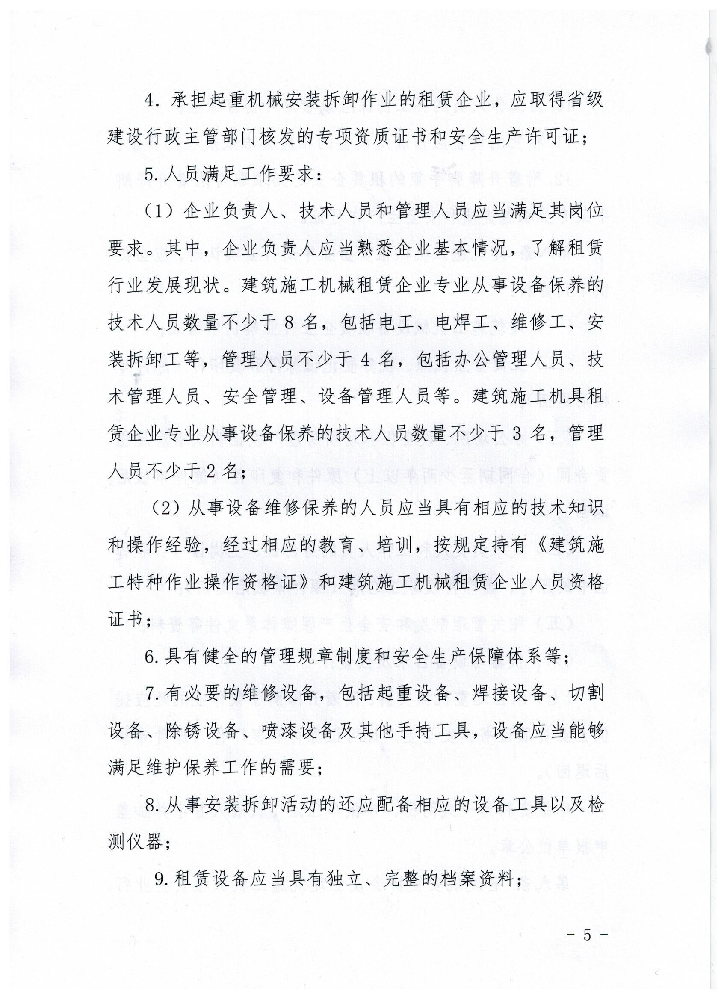 4. 承担起重机械安装拆卸作业的租赁企业，应取得省级
建设行政主管部门核发的专项资质证书和安全生产许可证；
5.人员满足工作要求：
（1）企业负责人、技术人员和管理人员应当满足其岗位
要求。其中，企业负责人应当熟悉企业基本情况，了解租赁
行业发展现状。建筑施工机械租赁企业专业从事设备保养的
技术人员数量不少于 8 名，包括电工、电焊工、维修工、安
装拆卸工等，管理人员不少于 4 名，包括办公管理人员、技
术管理人员、安全管理、设备管理人员等。建筑施工机具租
赁企业专业从事设备保养的技术人员数量不少于 3 名，管理
人员不少于 2 名；
（2）从事设备维修保养的人员应当具有相应的技术知识
和操作经验，经过相应的教育、培训，按规定持有《建筑施
工特种作业操作资格证》和建筑施工机械租赁企业人员资格
证书；
6.具有健全的管理规章制度和安全生产保障体系等；
7.有必要的维修设备，包括起重设备、焊接设备、切割
设备、除锈设备、喷漆设备及其他手持工具，设备应当能够
满足维护保养工作的需要；
8.从事安装拆卸活动的还应配备相应的设备工具以及检
测仪器；
9.租赁设备应当具有独立、完整的档案资料；
- 5 -